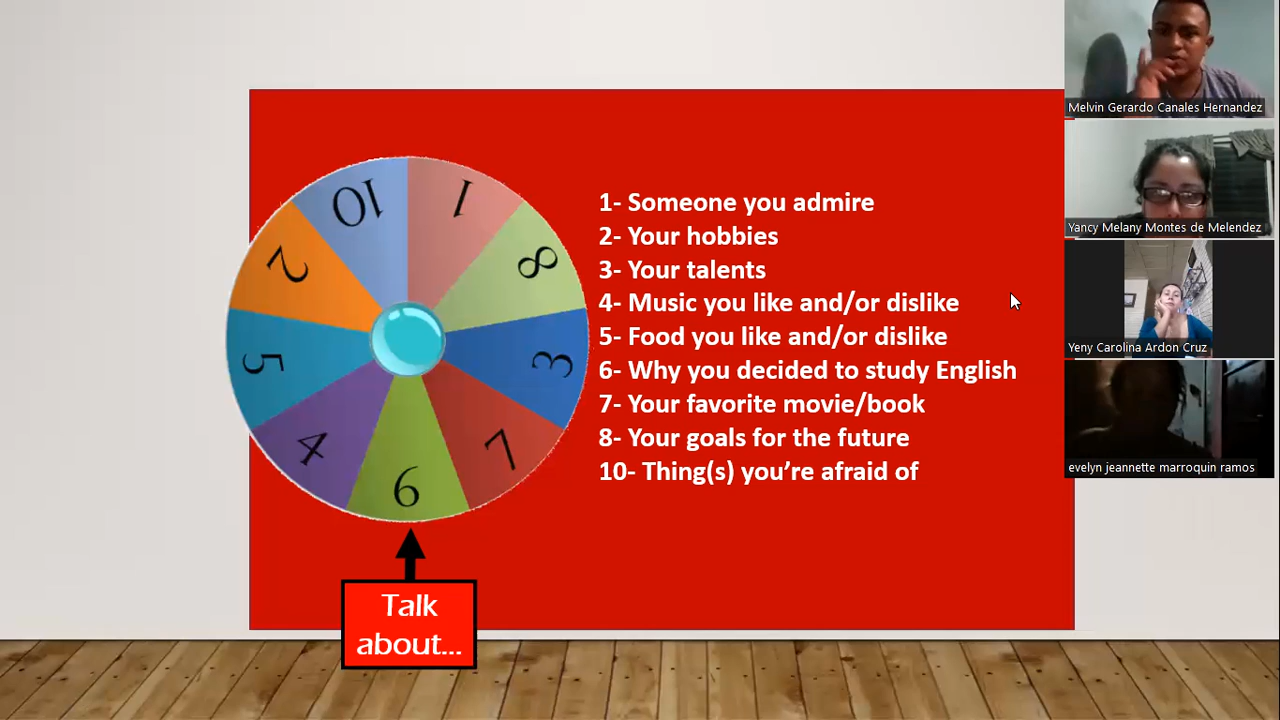 10
1
2
8
5
3
4
7
6
1- Someone you admire
2- Your hobbies
3- Your talents
4- Music you like and/or dislike
5- Food you like and/or dislike
6- Why you decided to study English
7- Your favorite movie/book
8- Your goals for the future
10- Thing(s) you’re afraid of
Talk
about...
Melvin Gerardo Canales Hernandez
Yancy Melany Montes de Melendez
Yeny Carolina Ardon Cruz
evelyn jeannette marroquin ramos